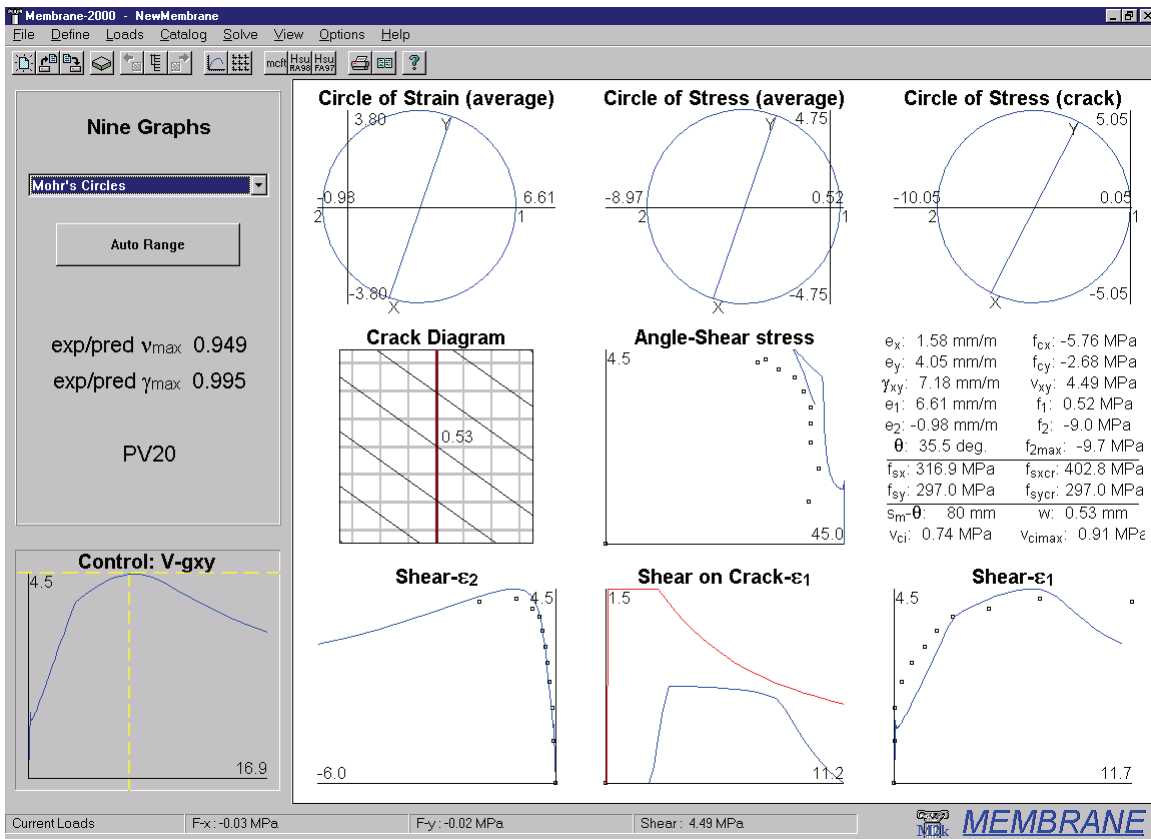 Membrane-2000 - NewMembrane
File Define Loads Catalog Solve View Options Help
mcft Hsu RA98 Hsu FA97 ?
Nine Graphs
Mohr's Circles
Auto Range
exp/pred νmax 0.949
exp/pred γmax 0.995
PV20
Control: V-gxy
4.5
16.9
Circle of Strain (average)
3.80
Y
-0.98
6.61
2
1
-3.80
X
Circle of Stress (average)
4.75
Y
-8.97
0.52
2
1
-4.75
X
Circle of Stress (crack)
5.05
Y
-10.05
0.05
2
1
-5.05
X
Crack Diagram
0.53
Angle-Shear stress
4.5
45.0
ex: 1.58 mm/m fcx: -5.76 MPa
ey: 4.05 mm/m fcy: -2.68 MPa
γxy: 7.18 mm/m vxy: 4.49 MPa
e1: 6.61 mm/m f1: 0.52 MPa
e2: -0.98 mm/m f2: -9.0 MPa
θ: 35.5 deg. f2max: -9.7 MPa
fsx: 316.9 MPa fsxcr: 402.8 MPa
fsy: 297.0 MPa fsycr: 297.0 MPa
sm-θ: 80 mm w: 0.53 mm
vci: 0.74 MPa vcimax: 0.91 MPa
Shear-ε2
4.5
-6.0
Shear on Crack-ε1
1.5
11.2
Shear-ε1
4.5
11.7
Current Loads F-x: -0.03 MPa F-y: -0.02 MPa Shear: 4.49 MPa
M2k MEMBRANE